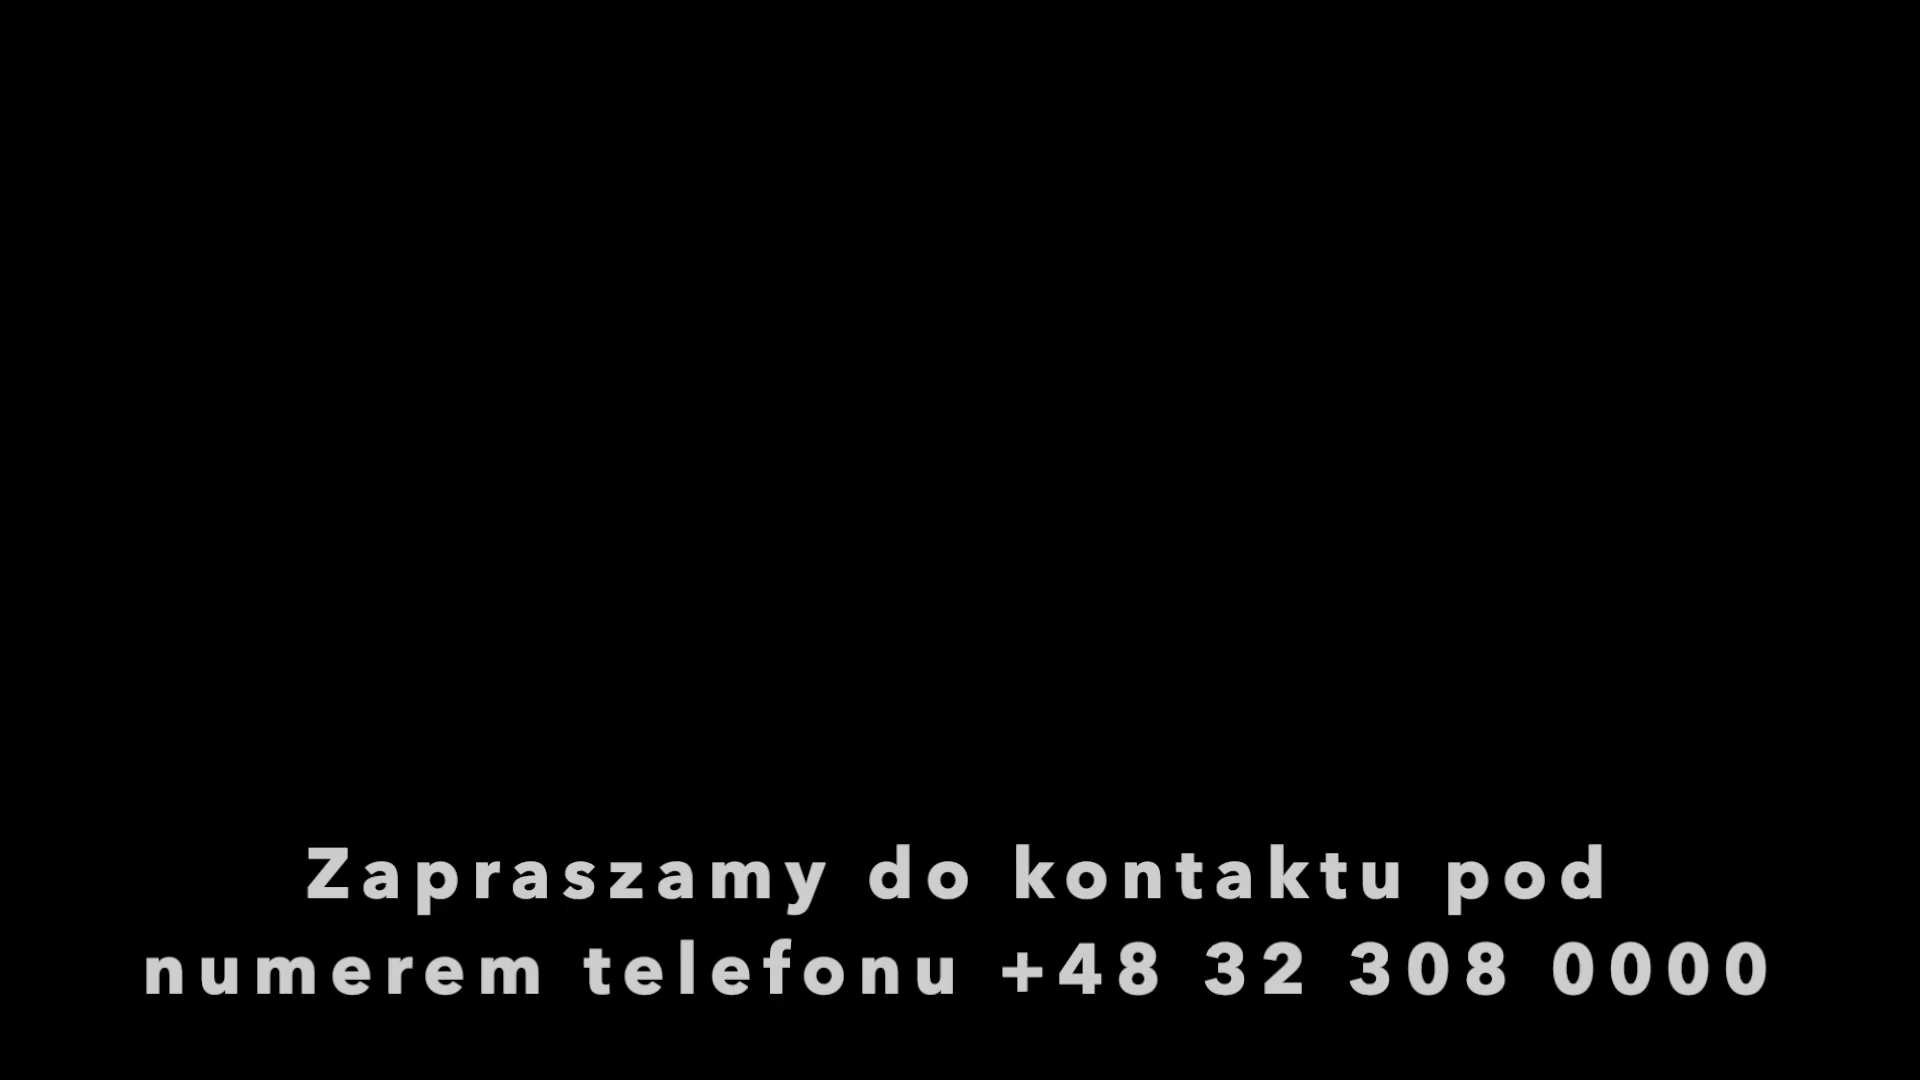 Zapraszamy do kontaktu pod
numerem telefonu +48 32 308 0000